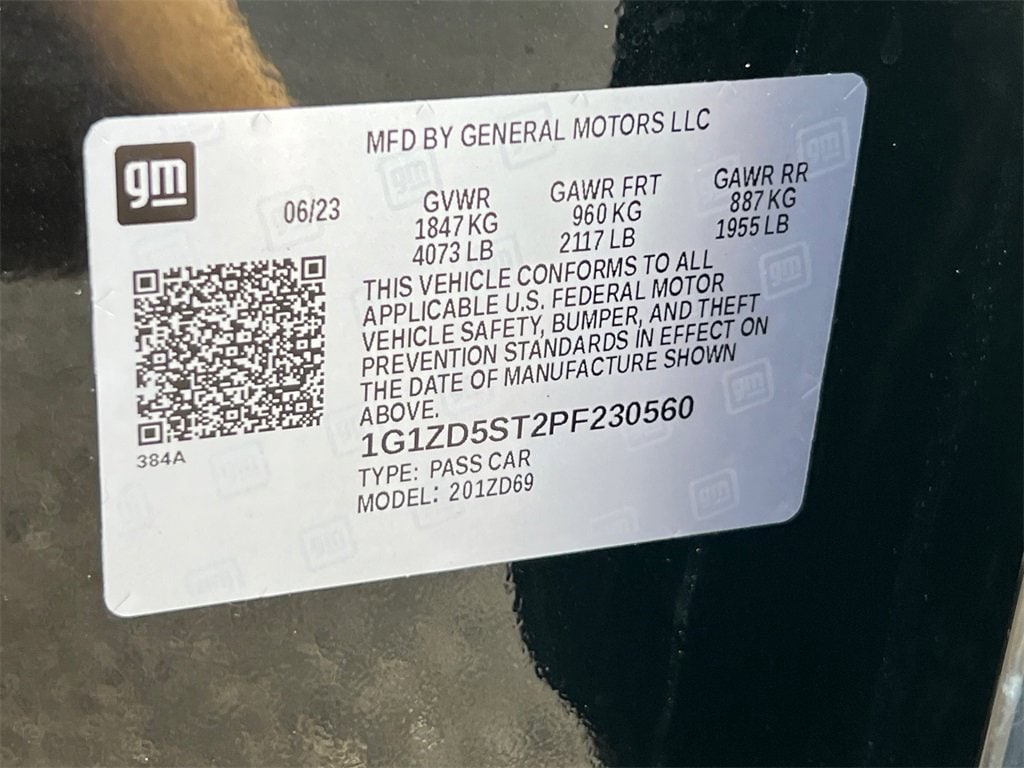 gm
MFD BY GENERAL MOTORS LLC
06/23
GVWR
1847 KG
4073 LB
GAWR FRT
960 KG
2117 LB
GAWR RR
887 KG
1955 LB
THIS VEHICLE CONFORMS TO ALL
APPLICABLE U.S. FEDERAL MOTOR
VEHICLE SAFETY, BUMPER, AND THEFT
PREVENTION STANDARDS IN EFFECT ON
THE DATE OF MANUFACTURE SHOWN
ABOVE.
1G1ZD5ST2PF230560
TYPE: PASS CAR
MODEL: 201ZD69
384A